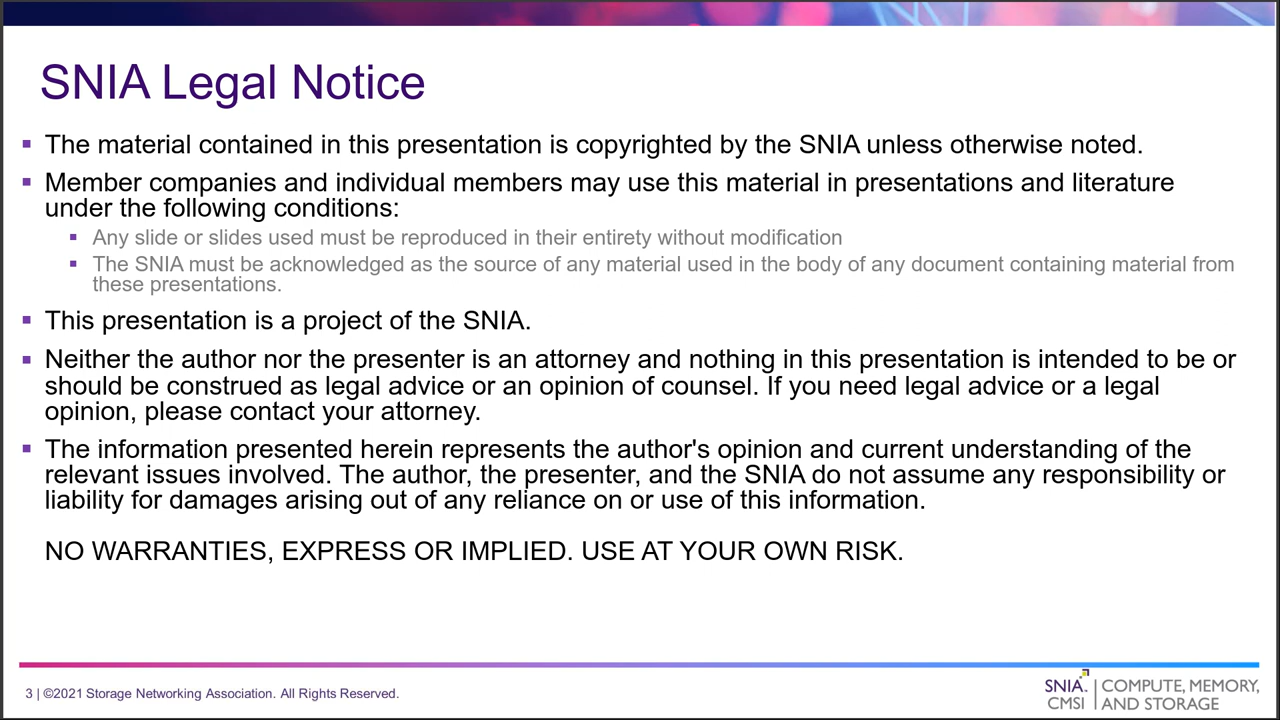 SNIA Legal Notice
▪ The material contained in this presentation is copyrighted by the SNIA unless otherwise noted.
▪ Member companies and individual members may use this material in presentations and literature
under the following conditions:
▪ Any slide or slides used must be reproduced in their entirety without modification
▪ The SNIA must be acknowledged as the source of any material used in the body of any document containing material from
these presentations.
▪ This presentation is a project of the SNIA.
▪ Neither the author nor the presenter is an attorney and nothing in this presentation is intended to be or
should be construed as legal advice or an opinion of counsel. If you need legal advice or a legal
opinion, please contact your attorney.
▪ The information presented herein represents the author's opinion and current understanding of the
relevant issues involved. The author, the presenter, and the SNIA do not assume any responsibility or
liability for damages arising out of any reliance on or use of this information.
NO WARRANTIES, EXPRESS OR IMPLIED. USE AT YOUR OWN RISK.
3 | ©2021 Storage Networking Association. All Rights Reserved.
SNIA. | COMPUTE, MEMORY,
CMSI | AND STORAGE